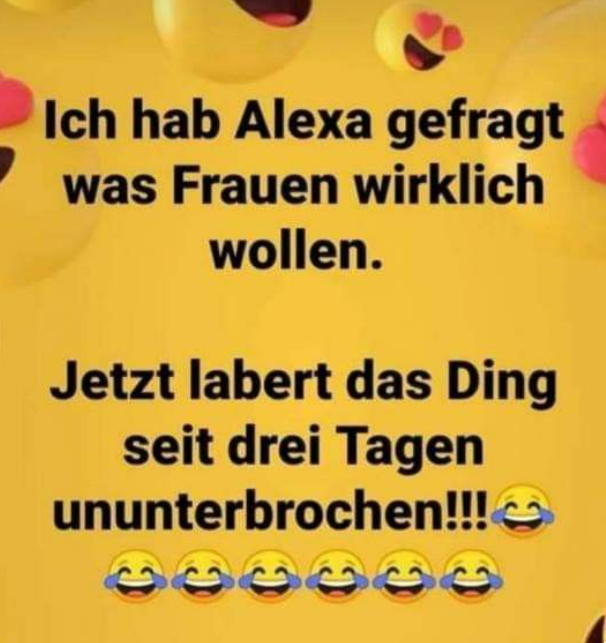 Ich hab Alexa gefragt
was Frauen wirklich
wollen.
Jetzt labert das Ding
seit drei Tagen
ununterbrochen!!!😂
😂😂😂😂😂😂